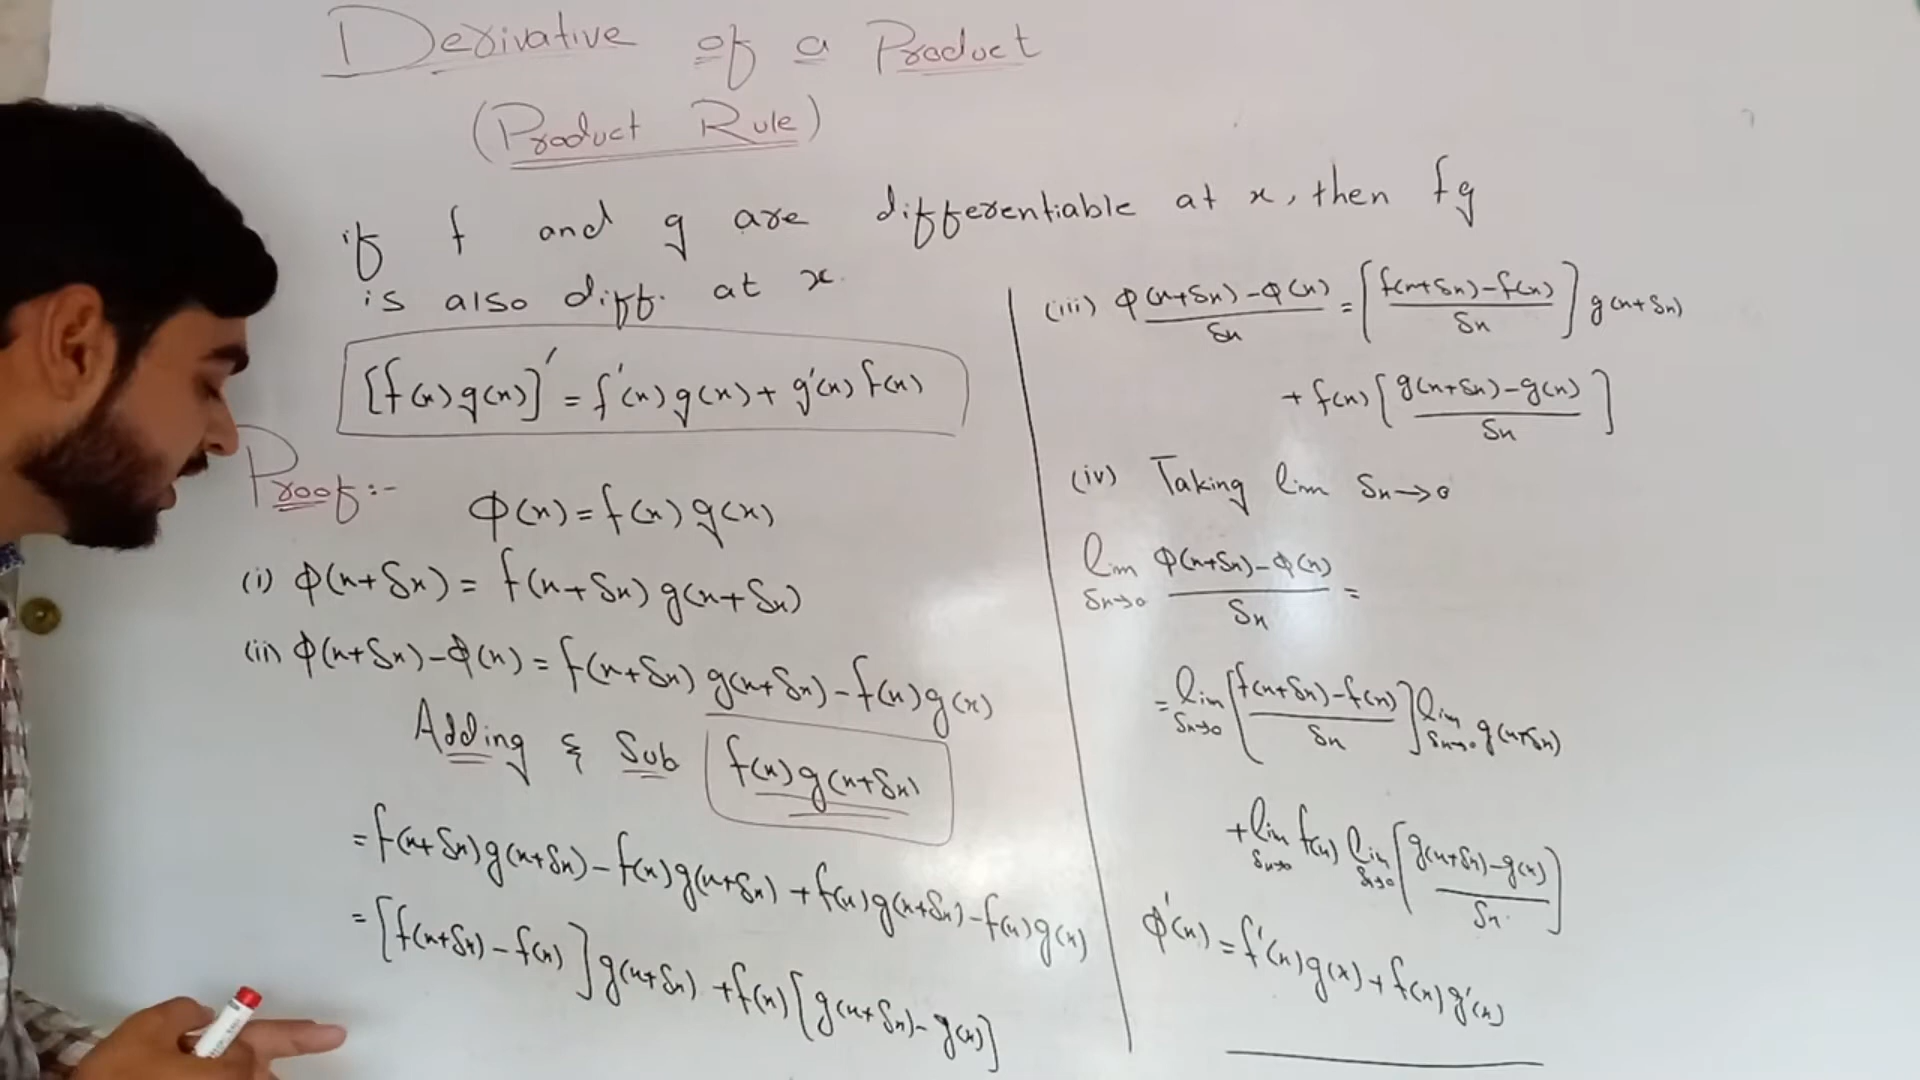 Derivative of a Product
(Product Rule)
if f and g are differentiable at x, then fg
is also diff. at x.
[f(x)g(x)]' = f'(x)g(x) + g'(x)f(x)
Proof:-
ϕ(x) = f(x) g(x)
(i) ϕ(x+δx) = f(x+δx) g(x+δx)
(ii) ϕ(x+δx) - ϕ(x) = f(x+δx) g(x+δx) - f(x)g(x)
Adding & Sub f(x)g(x+δx)
= f(x+δx)g(x+δx) - f(x)g(x+δx) + f(x)g(x+δx) - f(x)g(x)
= [f(x+δx) - f(x)]g(x+δx) + f(x)[g(x+δx) - g(x)]
(iii) ϕ(x+δx) - ϕ(x) / δx = [f(x+δx) - f(x) / δx] g(x+δx)
+ f(x)[g(x+δx) - g(x) / δx]
(iv) Taking lim δx→0
lim δx→0 ϕ(x+δx) - ϕ(x) / δx =
= lim δx→0 [f(x+δx) - f(x) / δx] lim δx→0 g(x+δx)
+ lim δx→0 f(x) lim δx→0 [g(x+δx) - g(x) / δx]
ϕ'(x) = f'(x)g(x) + f(x)g'(x)